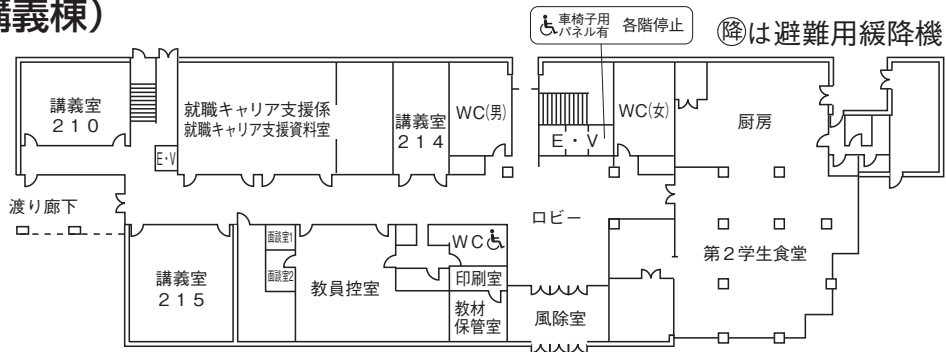 講義棟）
車椅子用
パネル有 各階停止
降は避難用緩降機
講義室
２１０
就職キャリア支援係
就職キャリア支援資料室
講義室
２１４
WC(男)
E・V
WC(女)
厨房
E・V
渡り廊下
ロビー
第２学生食堂
講義室
２１５
面談室1
面談室2
教員控室
WC
印刷室
教材
保管室
風除室